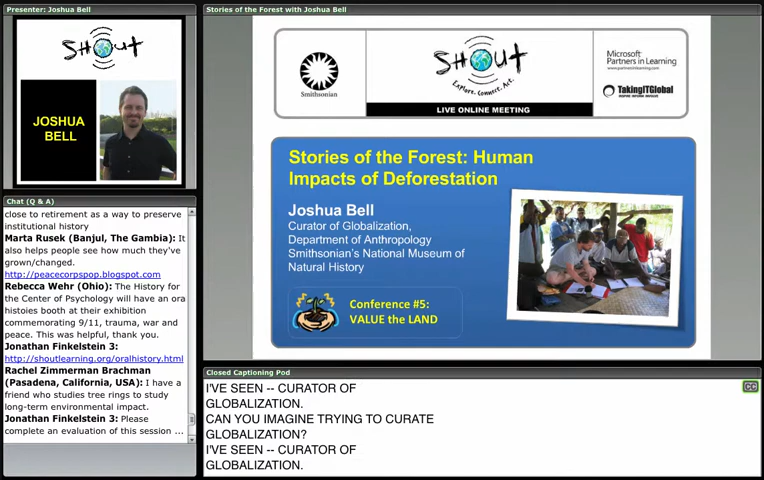 Presenter: Joshua Bell
SHOUT
JOSHUA
BELL
Chat (Q & A)
close to retirement as a way to preserve
institutional history
Marta Rusek (Banjul, The Gambia): It
also helps people see how much they've
grown/changed.
http://peacecorpspop.blogspot.com
Rebecca Wehr (Ohio): The History for
the Center of Psychology will have an ora
histoies booth at their exhibition
commemorating 9/11, trauma, war and
peace. This was helpful, thank you.
Jonathan Finkelstein 3:
http://shoutlearning.org/oralhistory.html
Rachel Zimmerman Brachman
(Pasadena, California, USA): I have a
friend who studies tree rings to study
long-term environmental impact.
Jonathan Finkelstein 3: Please
complete an evaluation of this session ...
Stories of the Forest with Joshua Bell
Smithsonian
SHOUT
Explore. Connect. Act.
LIVE ONLINE MEETING
Microsoft
Partners in Learning
TakingITGlobal
Stories of the Forest: Human
Impacts of Deforestation
Joshua Bell
Curator of Globalization,
Department of Anthropology
Smithsonian's National Museum of
Natural History
Conference #5:
VALUE the LAND
Closed Captioning Pod
I'VE SEEN -- CURATOR OF
GLOBALIZATION.
CAN YOU IMAGINE TRYING TO CURATE
GLOBALIZATION?
I'VE SEEN -- CURATOR OF
GLOBALIZATION.
CC